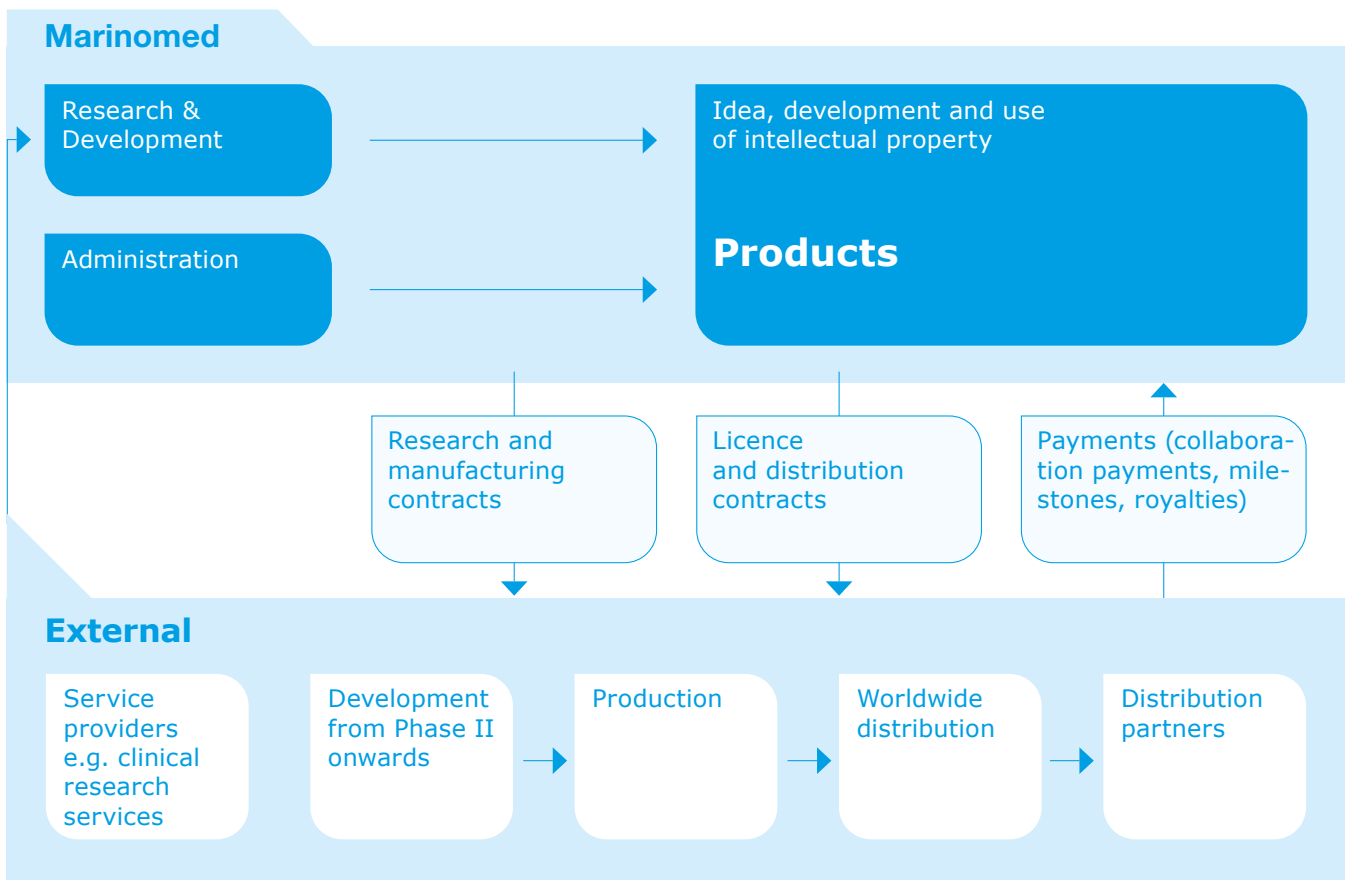 Marinomed
Research &
Development
Idea, development and use
of intellectual property
Products
Administration
Research and
manufacturing
contracts
Licence
and distribution
contracts
Payments (collabora-
tion payments, mile-
stones, royalties)
External
Service
providers
e.g. clinical
research
services
Development
from Phase II
onwards
Production
Worldwide
distribution
Distribution
partners